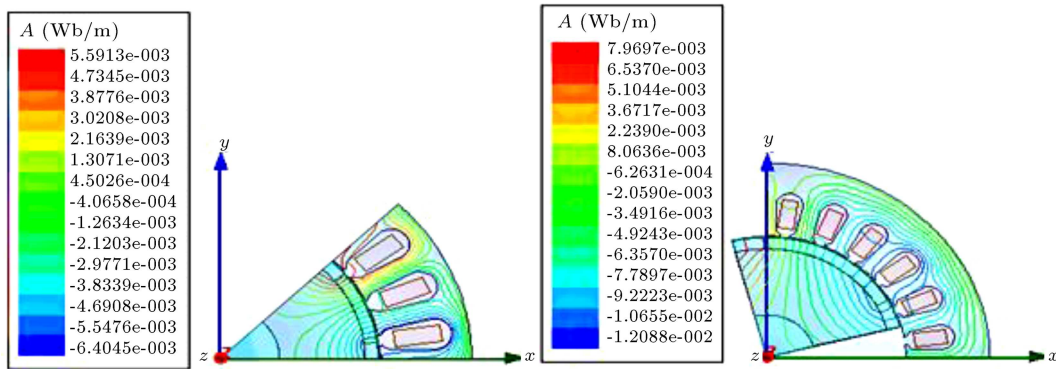 A (Wb/m)
5.5913e-003
4.7345e-003
3.8776e-003
3.0208e-003
2.1639e-003
1.3071e-003
4.5026e-004
-4.0658e-004
-1.2634e-003
-2.1203e-003
-2.9771e-003
-3.8339e-003
-4.6908e-003
-5.5476e-003
-6.4045e-003
y
z
x
A (Wb/m)
7.9697e-003
6.5370e-003
5.1044e-003
3.6717e-003
2.2390e-003
8.0636e-003
-6.2631e-004
-2.0590e-003
-3.4916e-003
-4.9243e-003
-6.3570e-003
-7.7897e-003
-9.2223e-003
-1.0655e-002
-1.2088e-002
y
z
x